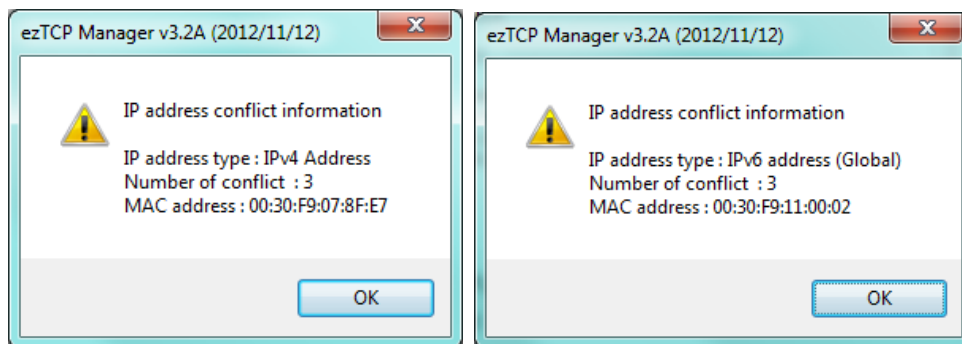 ezTCP Manager v3.2A (2012/11/12)
IP address conflict information
IP address type : IPv4 Address
Number of conflict : 3
MAC address : 00:30:F9:07:8F:E7
OK
ezTCP Manager v3.2A (2012/11/12)
IP address conflict information
IP address type : IPv6 address (Global)
Number of conflict : 3
MAC address : 00:30:F9:11:00:02
OK